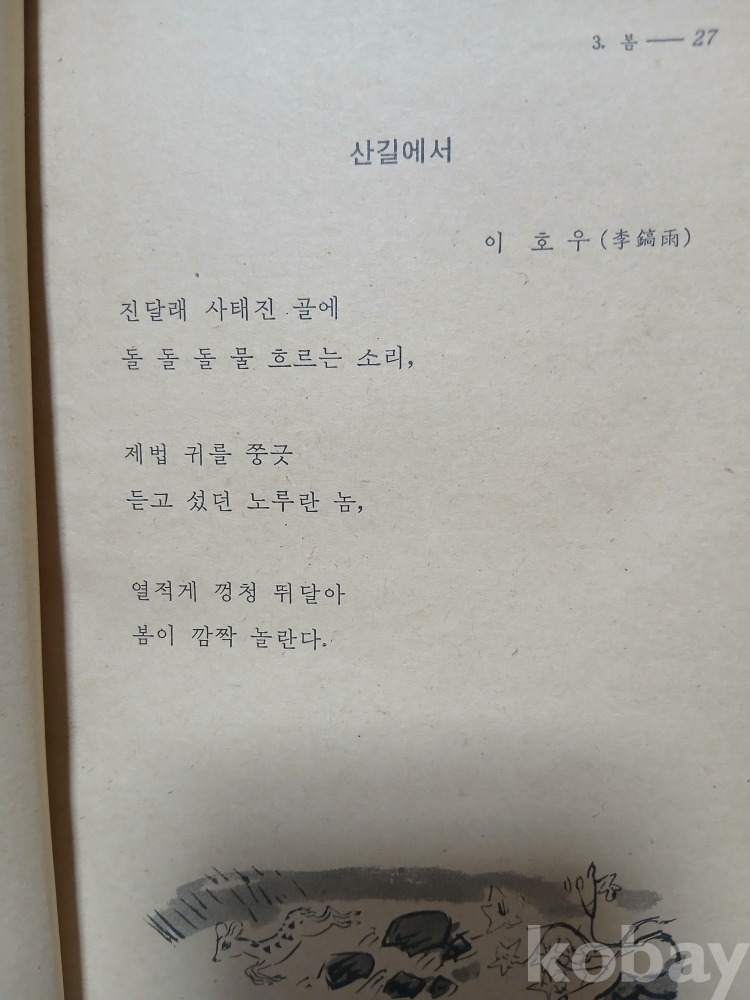 3. 봄 — 27
산길에서
이 호 우 (李鎬雨)
진달래 사태진 골에
돌 돌 돌 물 흐르는 소리,
제법 귀를 쭝긋
듣고 섰던 노루란 놈,
열적게 껑청 뛰달아
봄이 깜짝 놀란다.
kobay